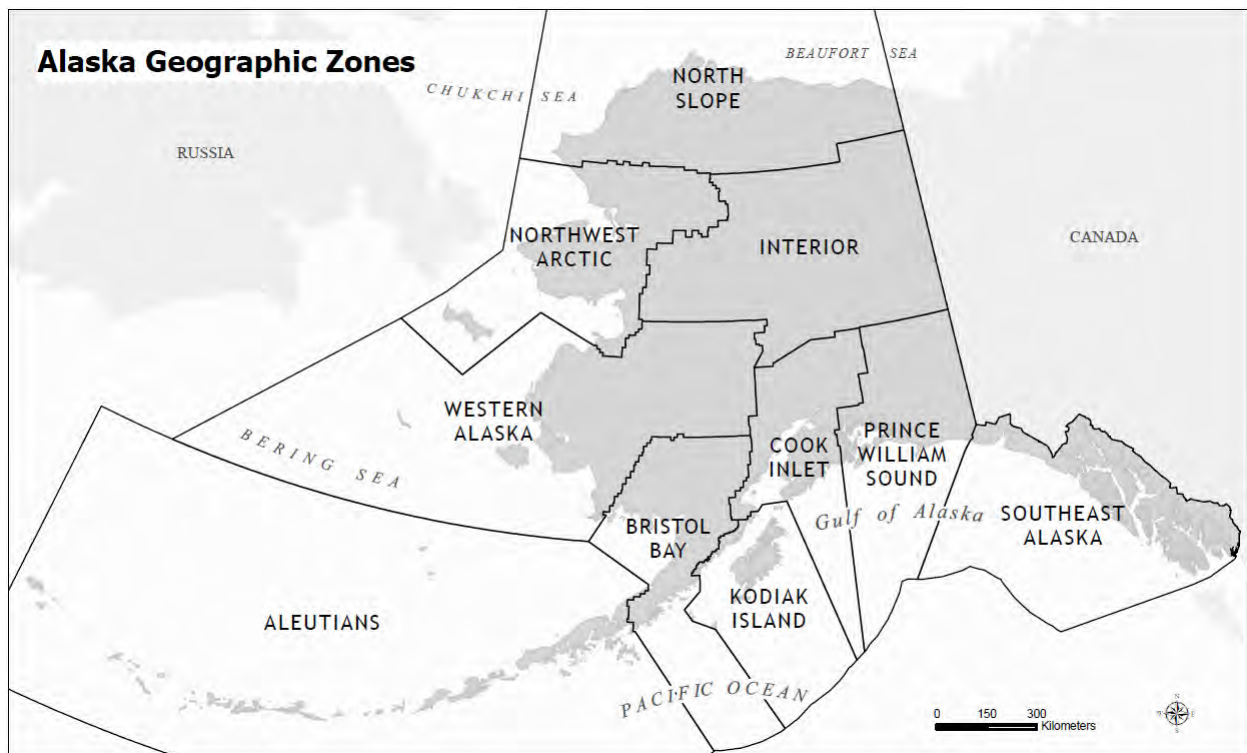 Alaska Geographic Zones
BEAUFORT SEA
CHUKCHI SEA
NORTH
SLOPE
RUSSIA
CANADA
NORTHWEST
ARCTIC
INTERIOR
WESTERN
ALASKA
BERING SEA
COOK
INLET
PRINCE
WILLIAM
SOUND
Gulf of Alaska
SOUTHEAST
ALASKA
BRISTOL
BAY
KODIAK
ISLAND
ALEUTIANS
PACIFIC OCEAN
0 150 300
Kilometers